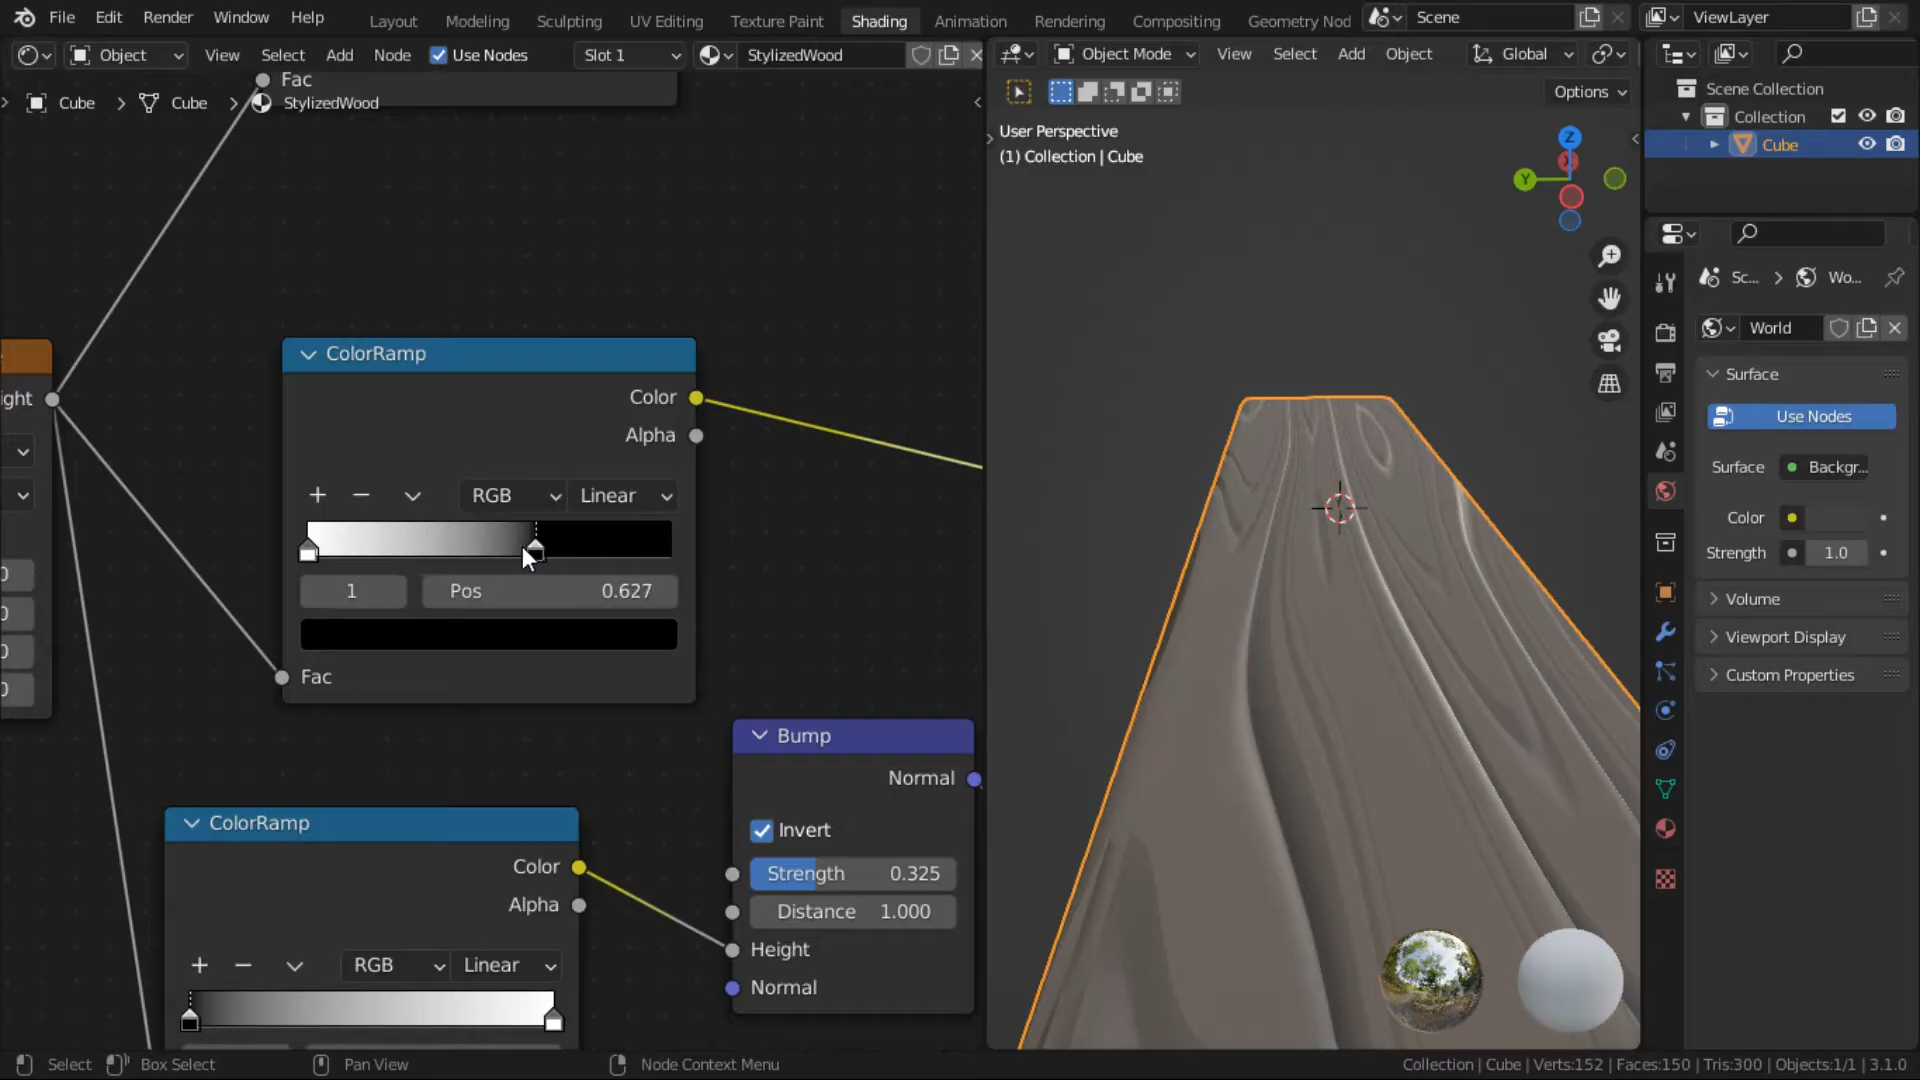 File Edit Render Window Help
Layout Modeling Sculpting UV Editing Texture Paint Shading Animation Rendering Compositing Geometry Nod
Scene
ViewLayer
Object View Select Add Node Use Nodes Slot 1 StylizedWood
Object Mode View Select Add Object Global
Options
Cube Cube StylizedWood
Fac
User Perspective
(1) Collection | Cube
Z
X
Y
Scene Collection
Collection
Cube
Sc... Wo...
World
Surface
Use Nodes
Surface Backgr...
Color
Strength 1.0
Volume
Viewport Display
Custom Properties
ight
0
0
0
0
ColorRamp
Color
Alpha
RGB Linear
1 Pos 0.627
Fac
Bump
Normal
Invert
Strength 0.325
Distance 1.000
Height
Normal
ColorRamp
Color
Alpha
RGB Linear
Select Box Select Pan View Node Context Menu
Collection | Cube | Verts:152 | Faces:150 | Tris:300 | Objects:1/1 | 3.1.0